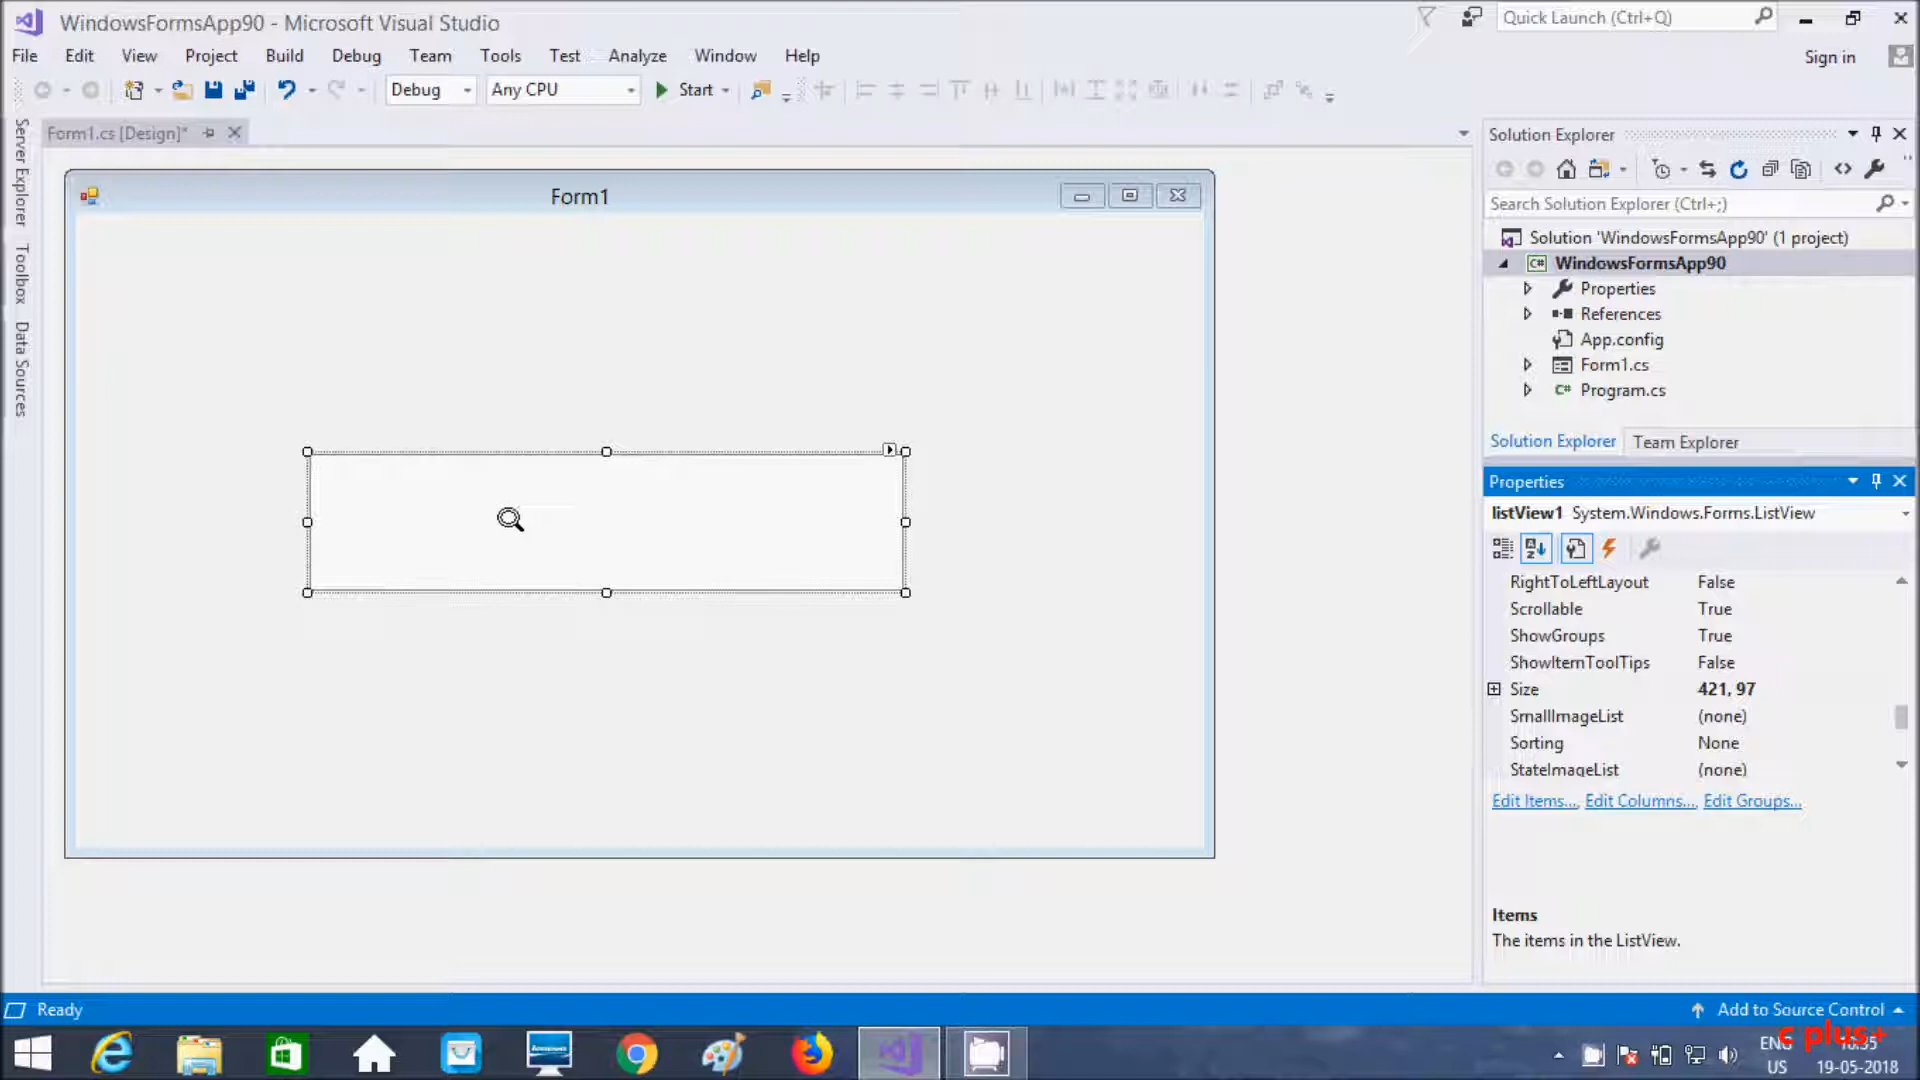 WindowsFormsApp90 - Microsoft Visual Studio
Quick Launch (Ctrl+Q)
File Edit View Project Build Debug Team Tools Test Analyze Window Help
Sign in
Debug Any CPU Start
Server Explorer
Toolbox
Data Sources
Form1.cs [Design]*
Form1
Solution Explorer
Search Solution Explorer (Ctrl+;)
Solution 'WindowsFormsApp90' (1 project)
C# WindowsFormsApp90
Properties
References
App.config
Form1.cs
C# Program.cs
Solution Explorer Team Explorer
Properties
listView1 System.Windows.Forms.ListView
RightToLeftLayout False
Scrollable True
ShowGroups True
ShowItemToolTips False
Size 421, 97
SmallImageList (none)
Sorting None
StateImageList (none)
Edit Items..., Edit Columns..., Edit Groups...
Items
The items in the ListView.
Ready
Add to Source Control
c plus+
ENG
US
19-05-2018